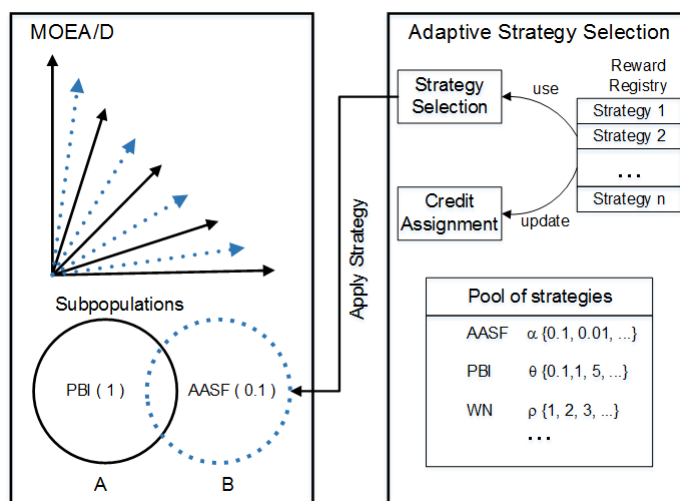 MOEA/D
Subpopulations
PBI ( 1 )
AASF ( 0.1 )
A
B
Apply Strategy
Adaptive Strategy Selection
Strategy
Selection
use
Reward
Registry
Strategy 1
Strategy 2
...
Strategy n
Credit
Assignment
update
Pool of strategies
AASF α {0.1, 0.01, ...}
PBI θ {0.1,1, 5, ...}
WN ρ {1, 2, 3, ...}
...